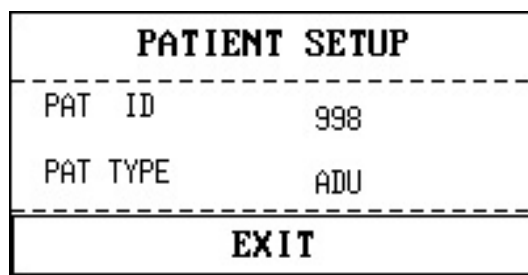 PATIENT SETUP
PAT ID 998
PAT TYPE ADU
EXIT